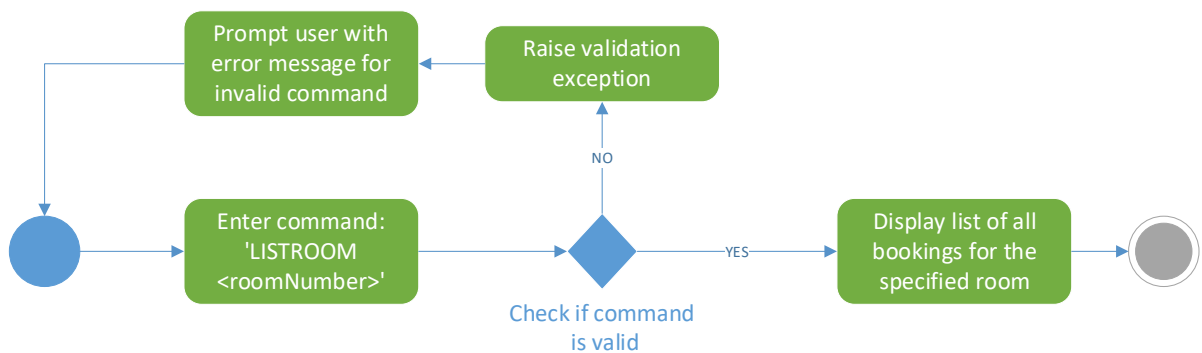 Prompt user with
error message for
invalid command
Raise validation
exception
NO
Enter command:
'LISTROOM
<roomNumber>'
Check if command
is valid
YES
Display list of all
bookings for the
specified room